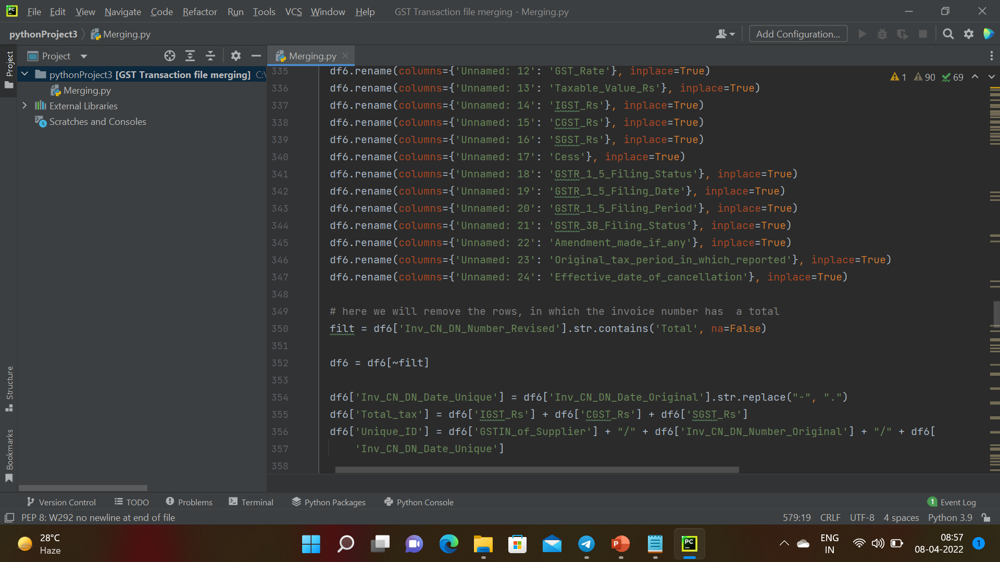 File Edit View Navigate Code Refactor Run Tools VCS Window Help GST Transaction file merging - Merging.py
pythonProject3 Merging.py Add Configuration...
Project Merging.py
Project
pythonProject3 [GST Transaction file merging] C:\
Merging.py
External Libraries
Scratches and Consoles
Structure
Bookmarks
1 90 69
335 df6.rename(columns={'Unnamed: 12': 'GST_Rate'}, inplace=True)
336 df6.rename(columns={'Unnamed: 13': 'Taxable_Value_Rs'}, inplace=True)
337 df6.rename(columns={'Unnamed: 14': 'IGST_Rs'}, inplace=True)
338 df6.rename(columns={'Unnamed: 15': 'CGST_Rs'}, inplace=True)
339 df6.rename(columns={'Unnamed: 16': 'SGST_Rs'}, inplace=True)
340 df6.rename(columns={'Unnamed: 17': 'Cess'}, inplace=True)
341 df6.rename(columns={'Unnamed: 18': 'GSTR_1_5_Filing_Status'}, inplace=True)
342 df6.rename(columns={'Unnamed: 19': 'GSTR_1_5_Filing_Date'}, inplace=True)
343 df6.rename(columns={'Unnamed: 20': 'GSTR_1_5_Filing_Period'}, inplace=True)
344 df6.rename(columns={'Unnamed: 21': 'GSTR_3B_Filing_Status'}, inplace=True)
345 df6.rename(columns={'Unnamed: 22': 'Amendment_made_if_any'}, inplace=True)
346 df6.rename(columns={'Unnamed: 23': 'Original_tax_period_in_which_reported'}, inplace=True)
347 df6.rename(columns={'Unnamed: 24': 'Effective_date_of_cancellation'}, inplace=True)
348
349 # here we will remove the rows, in which the invoice number has  a total
350 filt = df6['Inv_CN_DN_Number_Revised'].str.contains('Total', na=False)
351
352 df6 = df6[~filt]
353
354 df6['Inv_CN_DN_Date_Unique'] = df6['Inv_CN_DN_Date_Original'].str.replace("-", ".")
355 df6['Total_tax'] = df6['IGST_Rs'] + df6['CGST_Rs'] + df6['SGST_Rs']
356 df6['Unique_ID'] = df6['GSTIN_of_Supplier'] + "/" + df6['Inv_CN_DN_Number_Original'] + "/" + df6[
357 'Inv_CN_DN_Date_Unique']
358
Version Control TODO Problems Terminal Python Packages Python Console 1 Event Log
PEP 8: W292 no newline at end of file 579:19 CRLF UTF-8 4 spaces Python 3.9
28°C
Haze
ENG
IN
08:57
08-04-2022
1